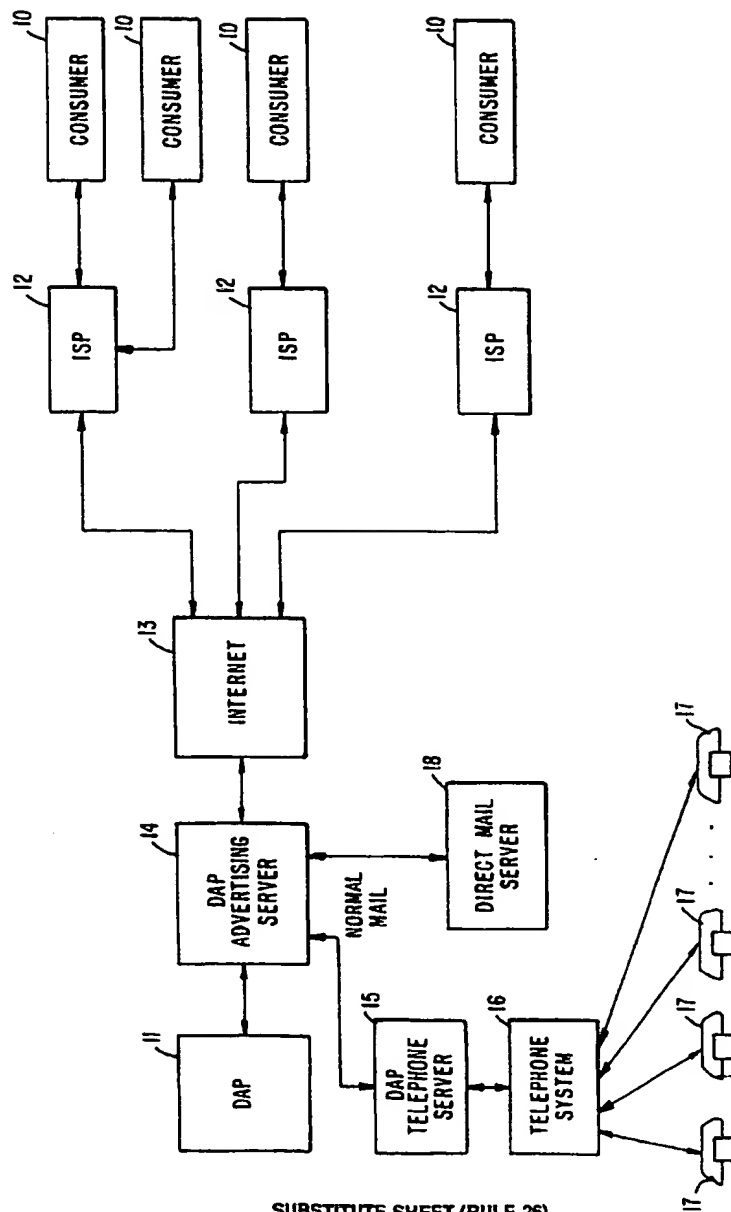 10
CONSUMER
10
CONSUMER
10
CONSUMER
10
CONSUMER
12
ISP
12
ISP
12
ISP
13
INTERNET
14
DAP
ADVERTISING
SERVER
NORMAL
MAIL
18
DIRECT MAIL
SERVER
11
DAP
15
DAP
TELEPHONE
SERVER
16
TELEPHONE
SYSTEM
17
17
17
17
SUBSTITUTE SHEET (RULE 26)